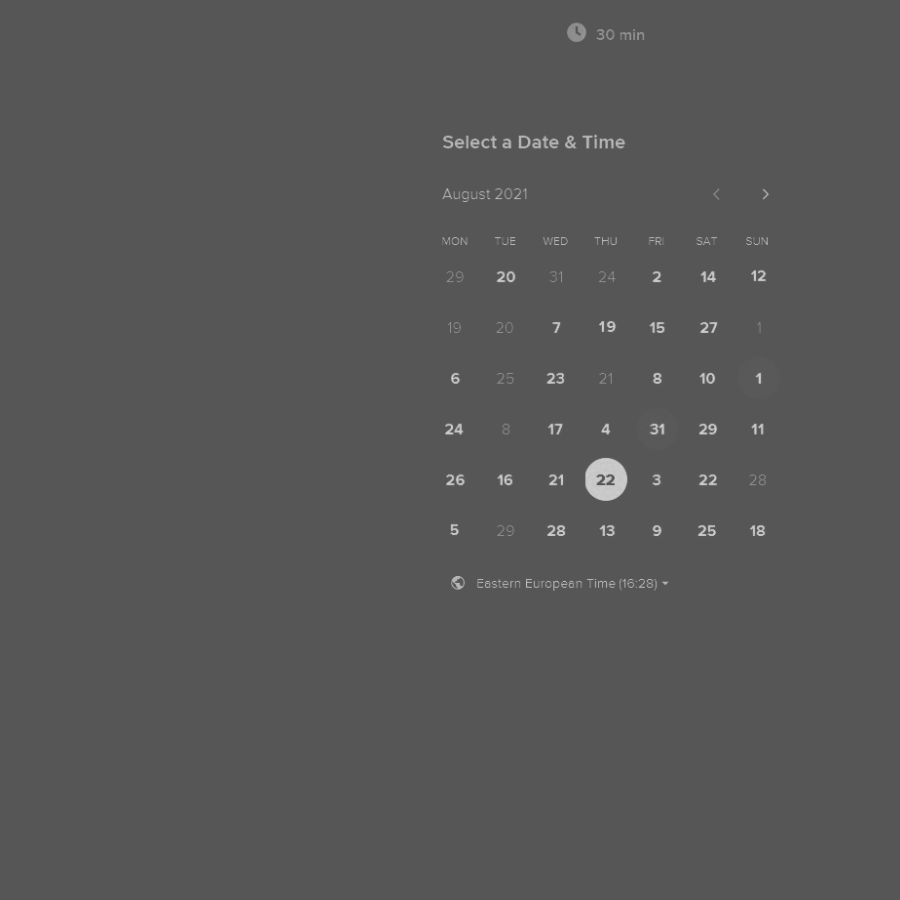 30 min
Select a Date & Time
August 2021
MON TUE WED THU FRI SAT SUN
29 20 31 24 2 14 12
19 20 7 19 15 27 1
6 25 23 21 8 10 1
24 8 17 4 31 29 11
26 16 21 22 3 22 28
5 29 28 13 9 25 18
Eastern European Time (16:28)